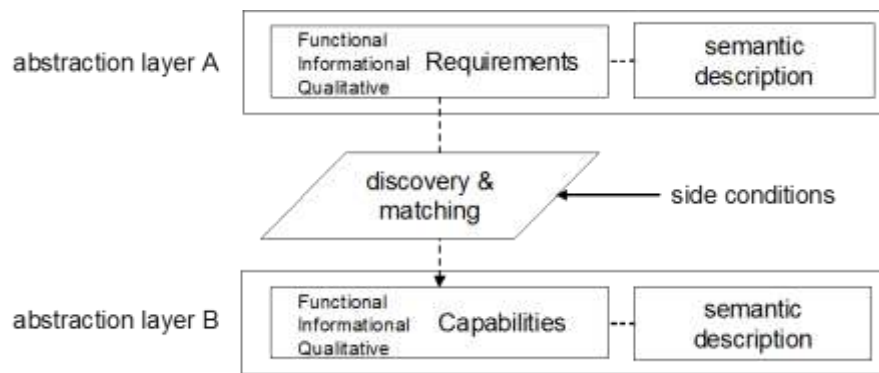 abstraction layer A
Functional
Informational
Qualitative
Requirements
semantic
description
discovery &
matching
side conditions
abstraction layer B
Functional
Informational
Qualitative
Capabilities
semantic
description